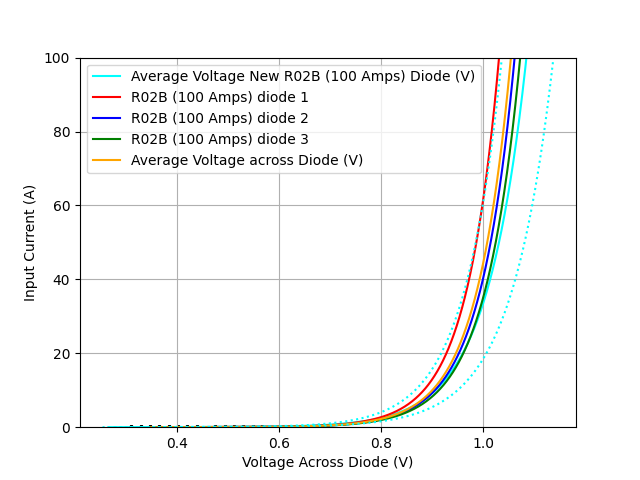 100
80
60
40
20
0
Input Current (A)
Average Voltage New R02B (100 Amps) Diode (V)
R02B (100 Amps) diode 1
R02B (100 Amps) diode 2
R02B (100 Amps) diode 3
Average Voltage across Diode (V)
0.4 0.6 0.8 1.0
Voltage Across Diode (V)